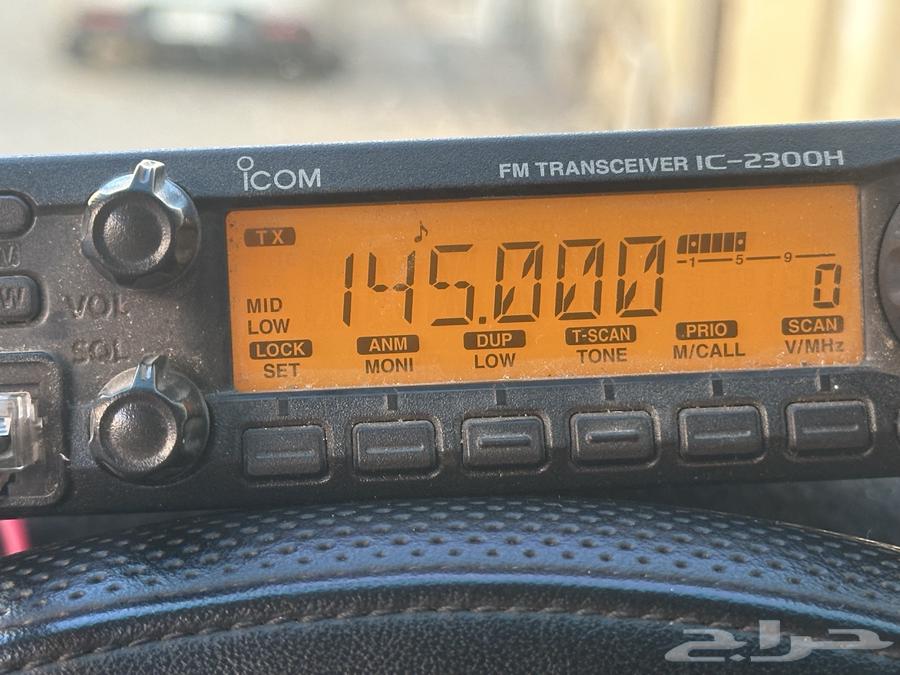 ICOM
FM TRANSCEIVER IC-2300H
TX
145.000
1 5 9
MID
LOW
0
LOCK ANM DUP T-SCAN PRIO SCAN
SET MONI LOW TONE M/CALL V/MHz
VOL
SQL
W
حراج